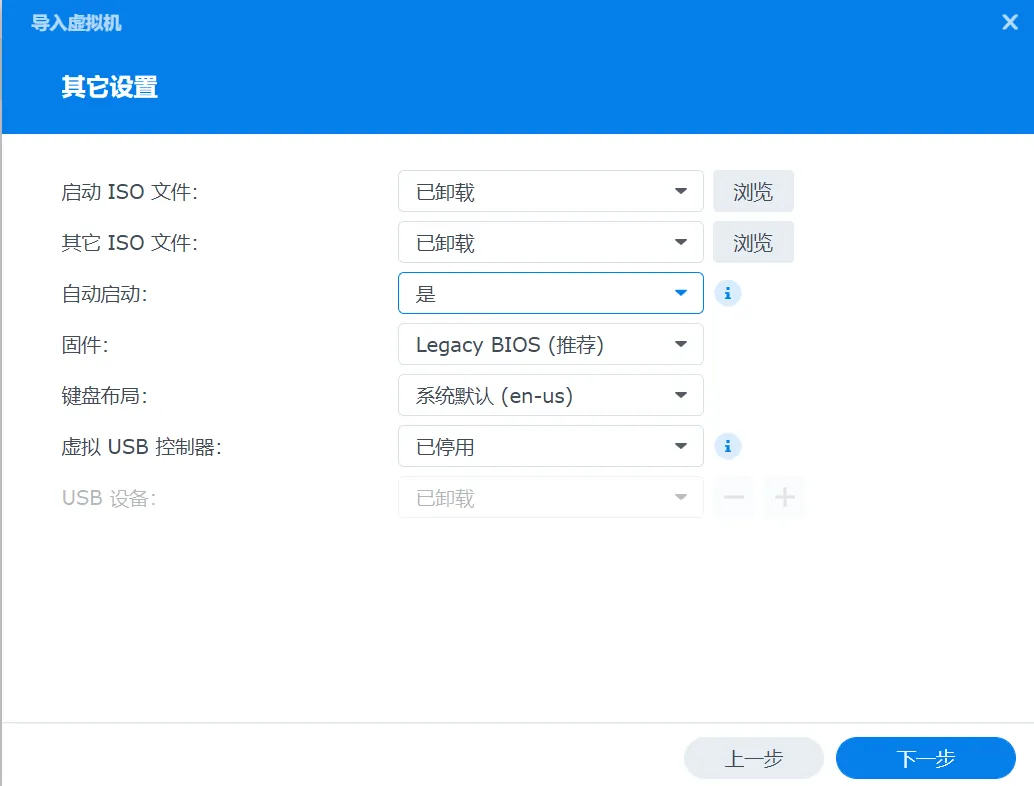 导入虚拟机
其它设置
启动 ISO 文件: 已卸载 浏览
其它 ISO 文件: 已卸载 浏览
自动启动: 是 i
固件: Legacy BIOS (推荐)
键盘布局: 系统默认 (en-us)
虚拟 USB 控制器: 已停用 i
USB 设备: 已卸载
上一步 下一步